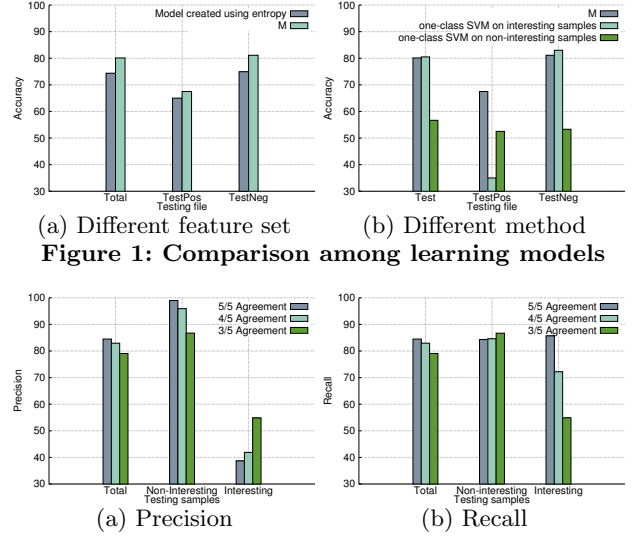 Model created using entropy
M
Accuracy
100
90
80
70
60
50
40
30
Total TestPos TestNeg
Testing file
(a) Different feature set
M
one-class SVM on interesting samples
one-class SVM on non-interesting samples
Accuracy
100
90
80
70
60
50
40
30
Test TestPos TestNeg
Testing file
(b) Different method
Figure 1: Comparison among learning models
5/5 Agreement
4/5 Agreement
3/5 Agreement
Precision
100
90
80
70
60
50
40
30
Total Non-Interesting Interesting
Testing samples
(a) Precision
5/5 Agreement
4/5 Agreement
3/5 Agreement
Recall
100
90
80
70
60
50
40
30
Total Non-interesting Interesting
Testing samples
(b) Recall